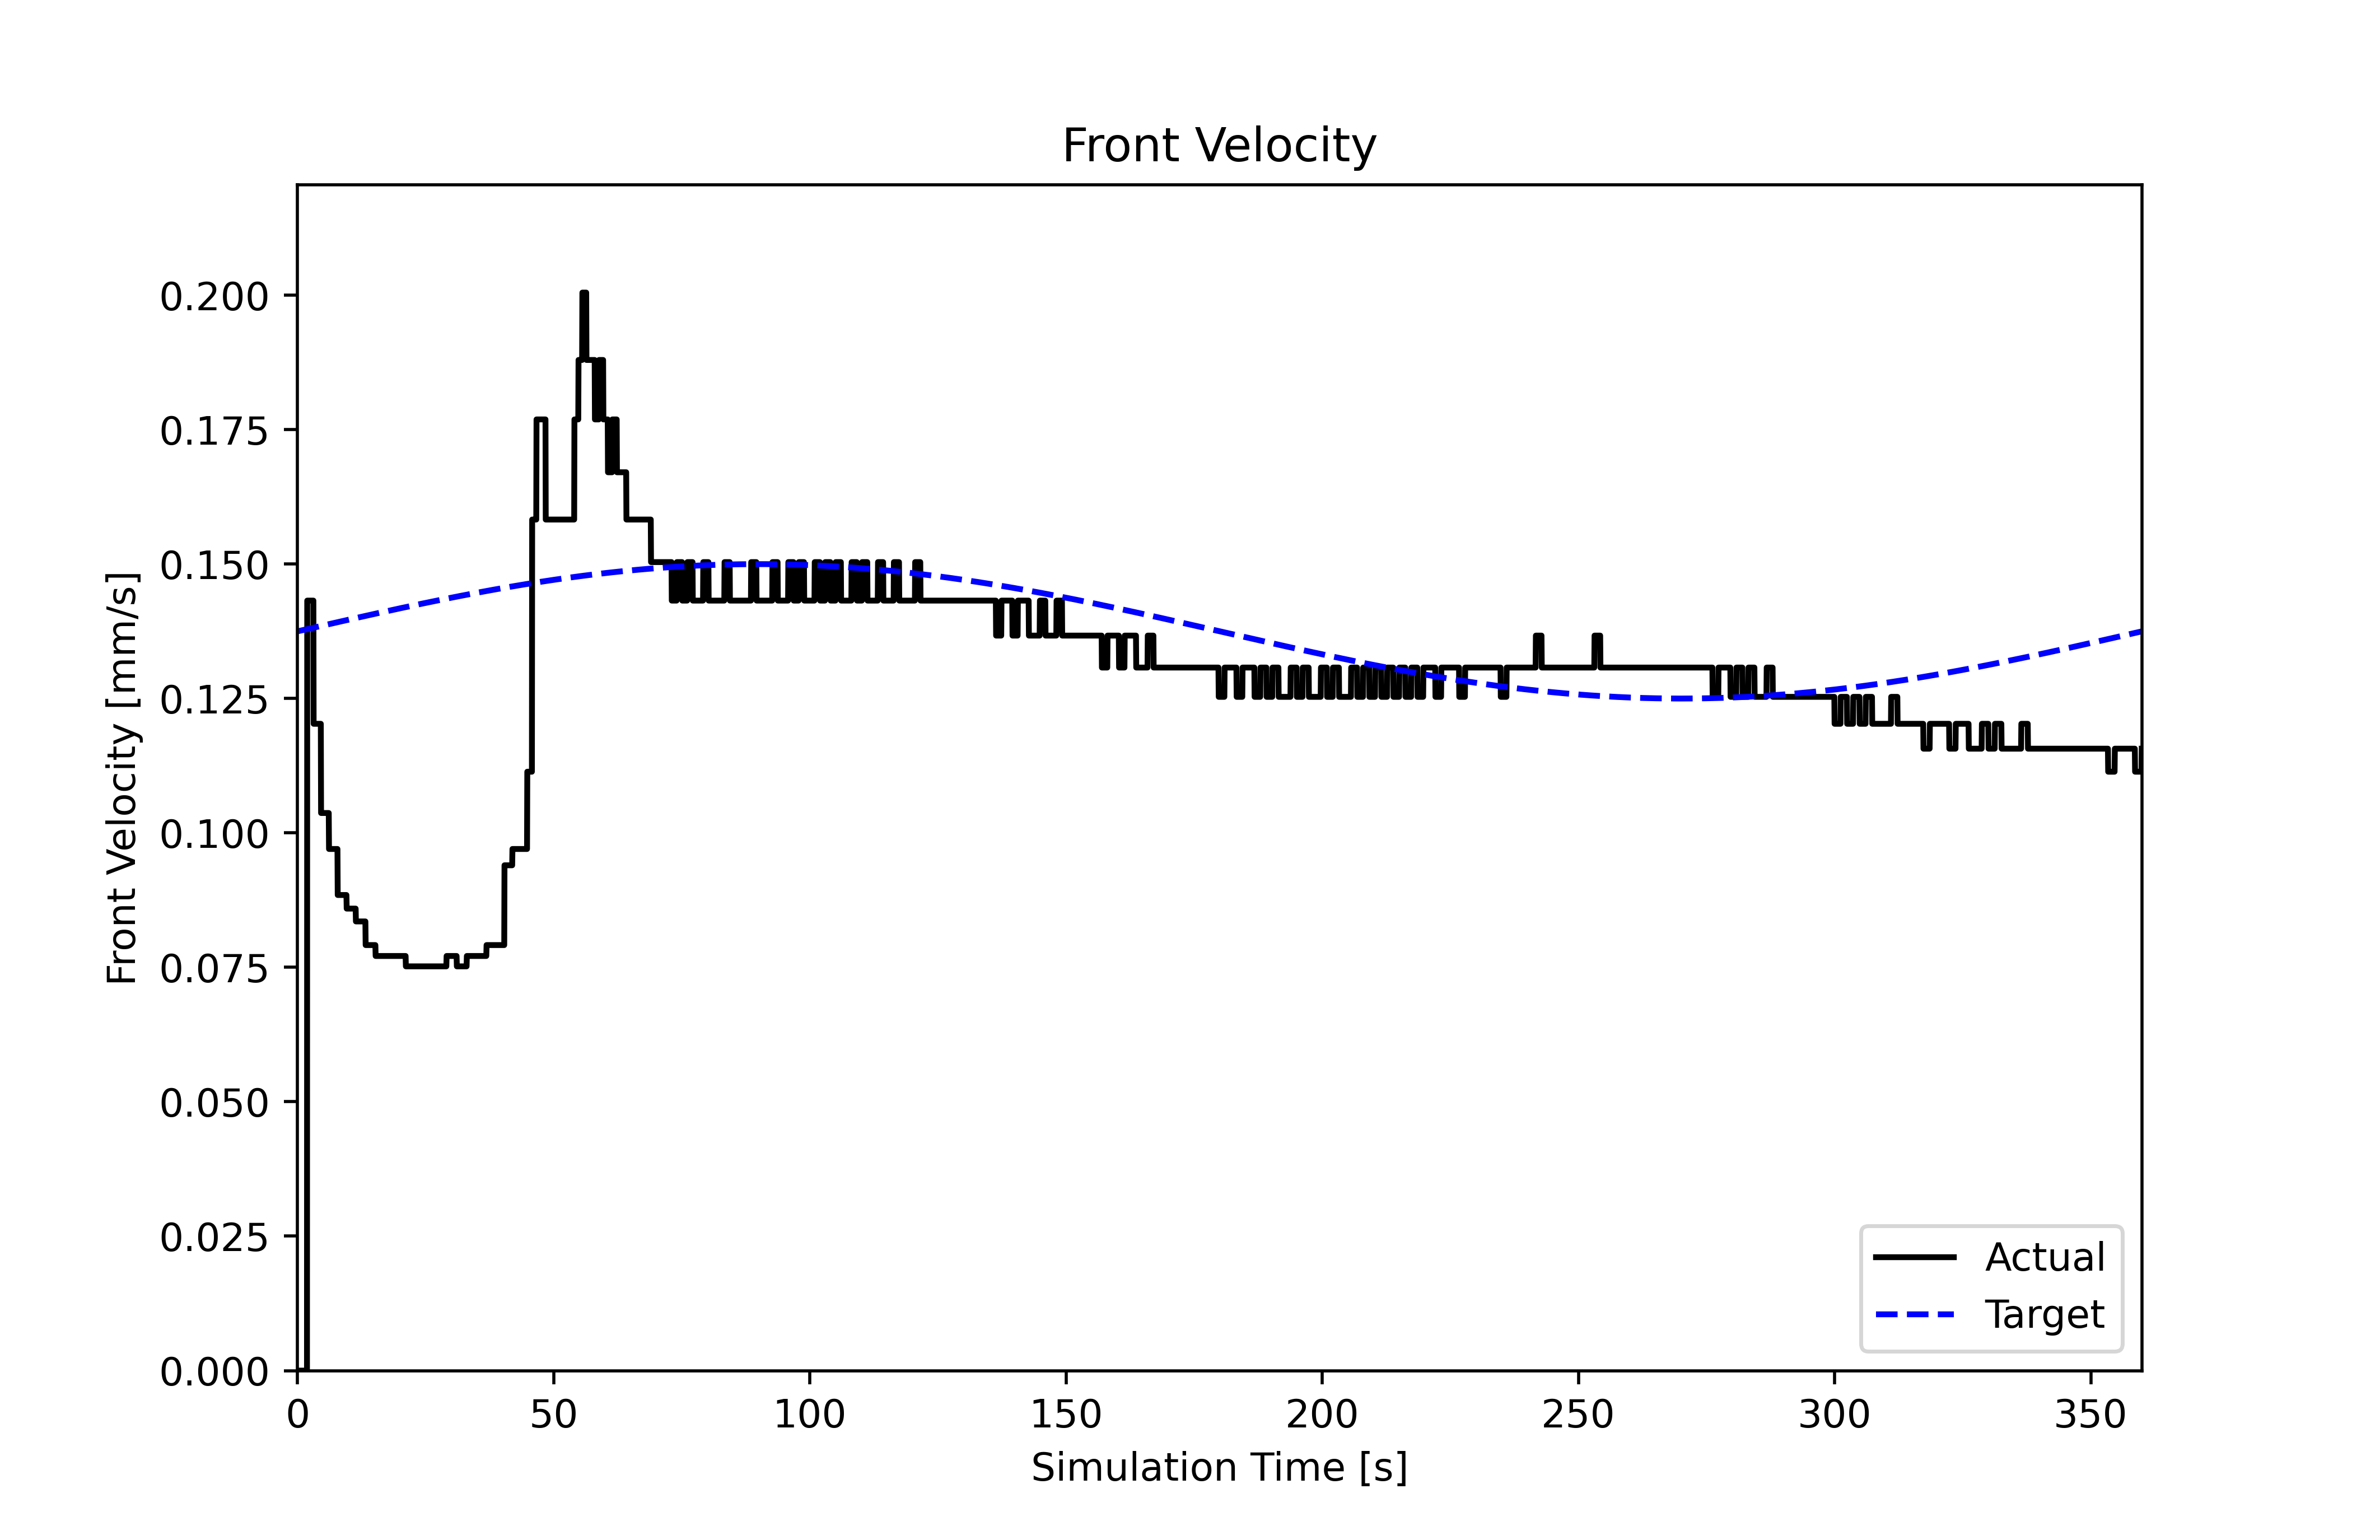 Front Velocity
Front Velocity [mm/s]
0.200
0.175
0.150
0.125
0.100
0.075
0.050
0.025
0.000
0 50 100 150 200 250 300 350
Simulation Time [s]
Actual
Target